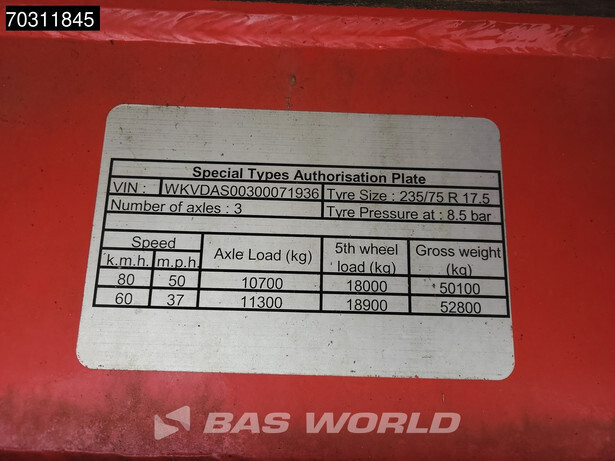 70311845
Special Types Authorisation Plate
VIN : WKVDAS00300071936 Tyre Size : 235/75 R 17.5
Number of axles : 3 Tyre Pressure at : 8.5 bar
Speed Axle Load (kg) 5th wheel load (kg) Gross weight (kg)
k.m.h. m.p.h.
80 50 10700 18000 50100
60 37 11300 18900 52800
BAS WORLD